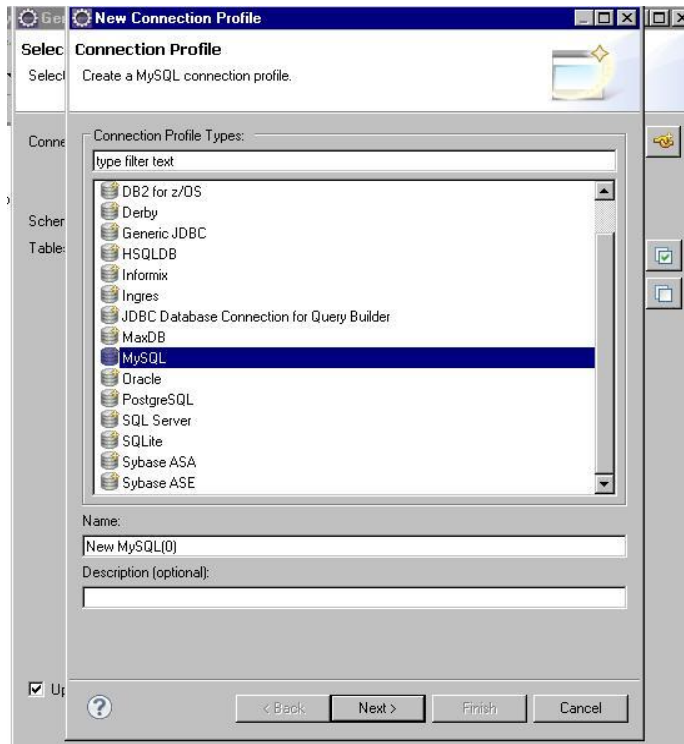 Ger
New Connection Profile
Selec
Connection Profile
Select
Create a MySQL connection profile.
Conne
Connection Profile Types:
type filter text
DB2 for z/OS
Derby
Generic JDBC
Scher
HSQLDB
Table:
Informix
Ingres
JDBC Database Connection for Query Builder
MaxDB
MySQL
Oracle
PostgreSQL
SQL Server
SQLite
Sybase ASA
Sybase ASE
Name:
New MySQL(0)
Description (optional):
Up
?
< Back
Next >
Finish
Cancel